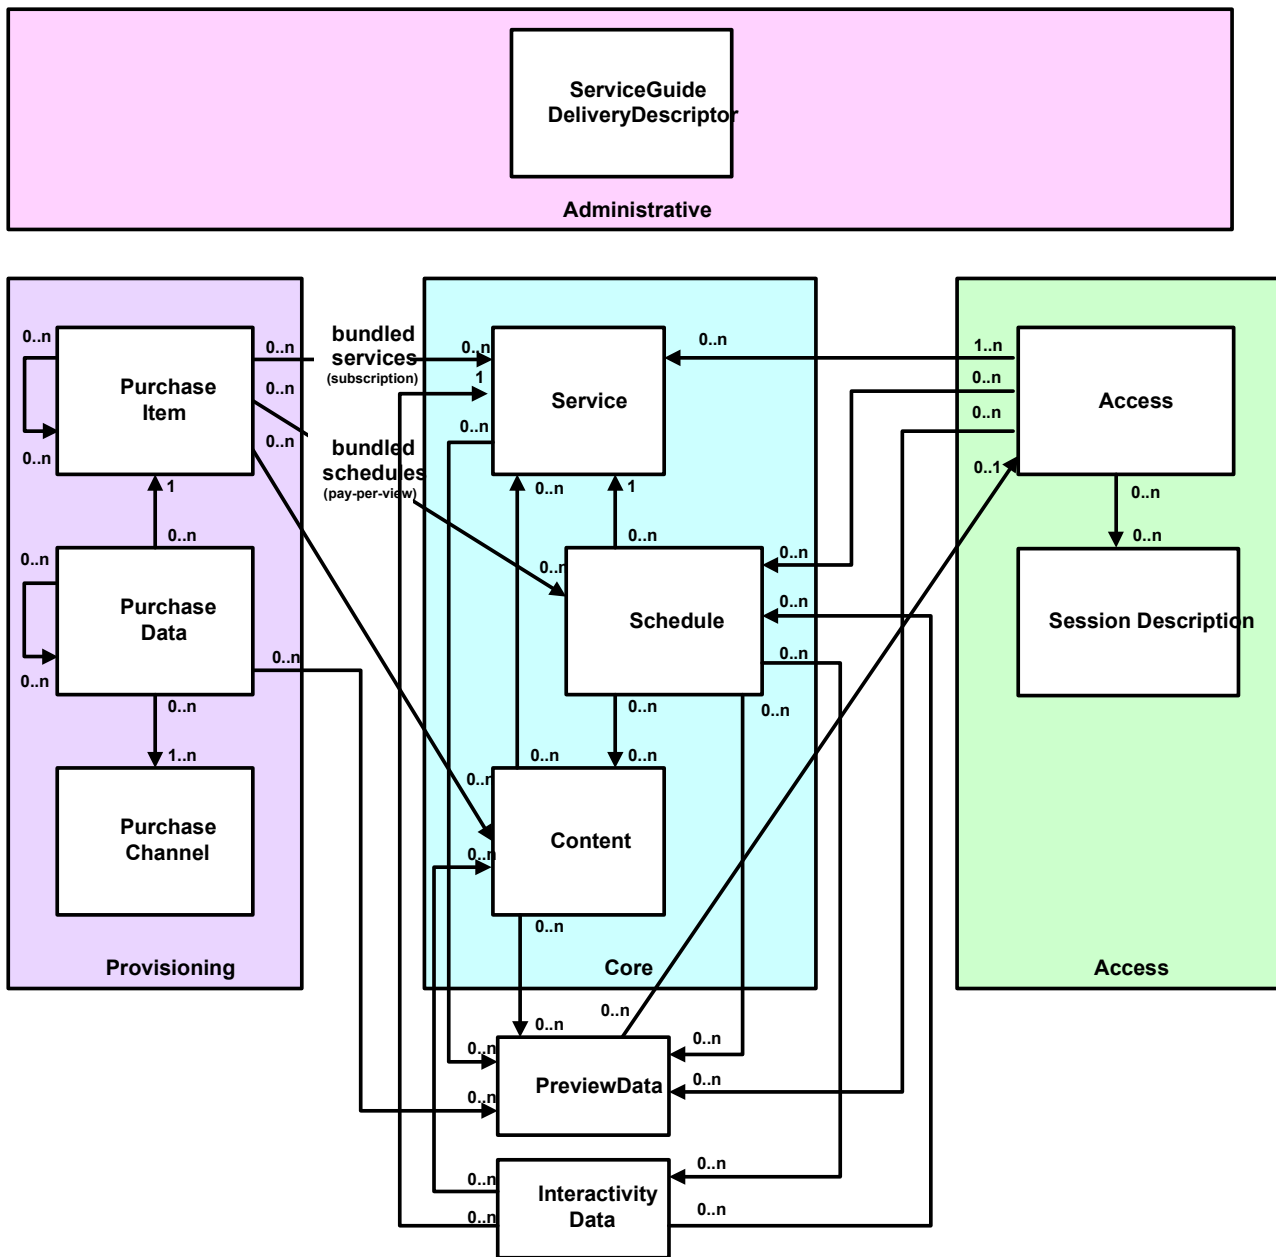 ServiceGuide
DeliveryDescriptor
Administrative
0..n
0..n
Purchase
Item
0..n
0..n
0..n
bundled
services
(subscription)
0..n
1
Service
0..n
0..n
1..n
0..n
0..n
0..1
Access
bundled
schedules
(pay-per-view)
0..n
1
0..n
0..n
1
0..n
0..n
0..n
Purchase
Data
0..n
0..n
0..n
Schedule
0..n
0..n
0..n
0..n
0..n
Session Description
0..n
1..n
0..n
0..n
0..n
Purchase
Channel
Content
0..n
0..n
Provisioning
Core
Access
0..n
0..n
0..n
0..n
PreviewData
0..n
0..n
0..n
Interactivity
Data
0..n
0..n
0..n